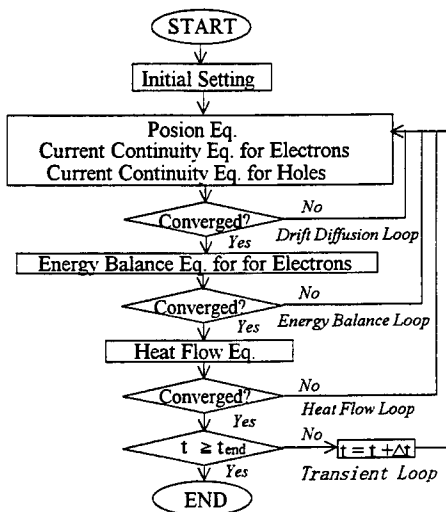 START
Initial Setting
Posion Eq.
Current Continuity Eq. for Electrons
Current Continuity Eq. for Holes
Converged?
No
Yes
Drift Diffusion Loop
Energy Balance Eq. for for Electrons
Converged?
No
Yes
Energy Balance Loop
Heat Flow Eq.
Converged?
No
Yes
Heat Flow Loop
t ≥ tend
No
t = t +Δt
Yes
Transient Loop
END